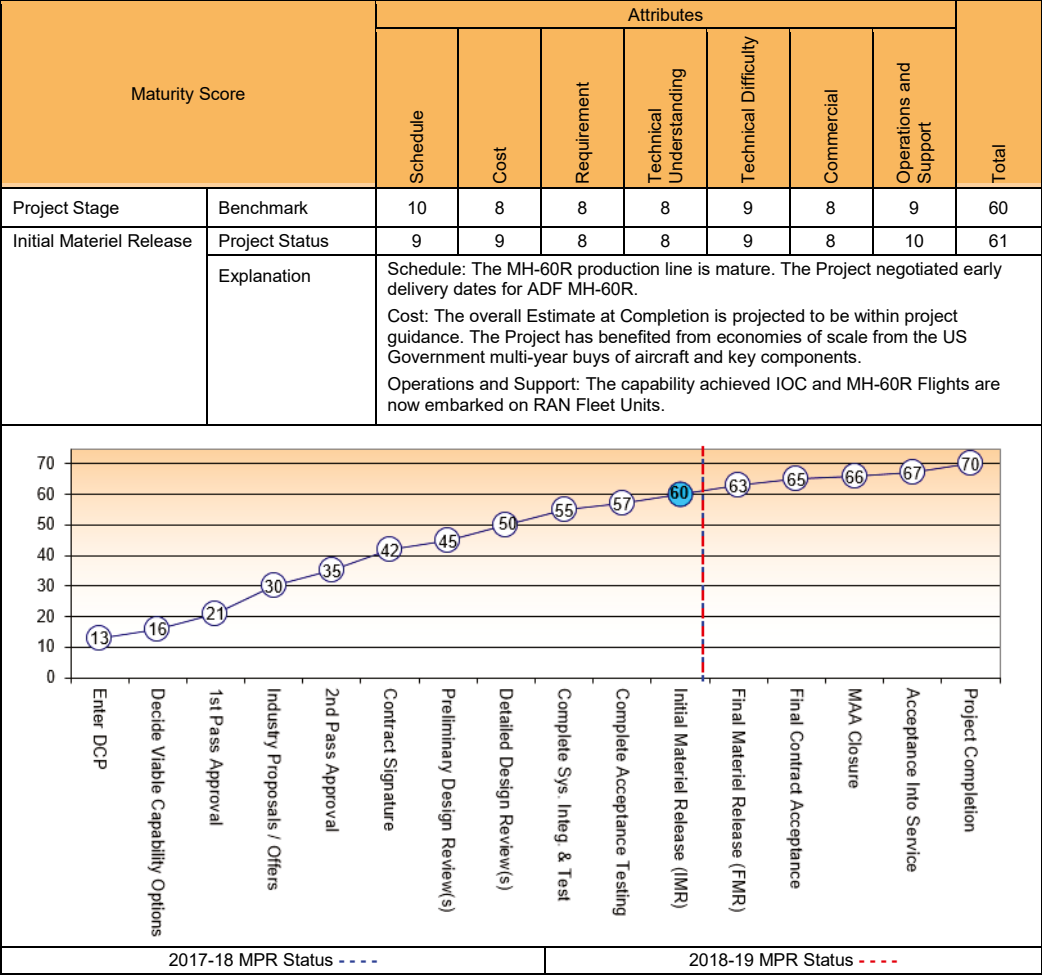 Maturity Score
Attributes
Schedule
Cost
Requirement
Technical
Understanding
Technical Difficulty
Commercial
Operations and
Support
Total
Project Stage
Benchmark
10 8 8 8 9 8 9 60
Initial Materiel Release
Project Status
9 9 8 8 9 8 10 61
Explanation
Schedule: The MH-60R production line is mature. The Project negotiated early
delivery dates for ADF MH-60R.
Cost: The overall Estimate at Completion is projected to be within project
guidance. The Project has benefited from economies of scale from the US
Government multi-year buys of aircraft and key components.
Operations and Support: The capability achieved IOC and MH-60R Flights are
now embarked on RAN Fleet Units.
70
60
50
40
30
20
10
0
13
16
21
30
35
42
45
50
55
57
60
63
65
66
67
70
Enter DCP
Decide Viable Capability Options
1st Pass Approval
Industry Proposals / Offers
2nd Pass Approval
Contract Signature
Preliminary Design Review(s)
Detailed Design Review(s)
Complete Sys. Integ. & Test
Complete Acceptance Testing
Initial Materiel Release (IMR)
Final Materiel Release (FMR)
Final Contract Acceptance
MAA Closure
Acceptance Into Service
Project Completion
2017-18 MPR Status - - - -
2018-19 MPR Status - - - -